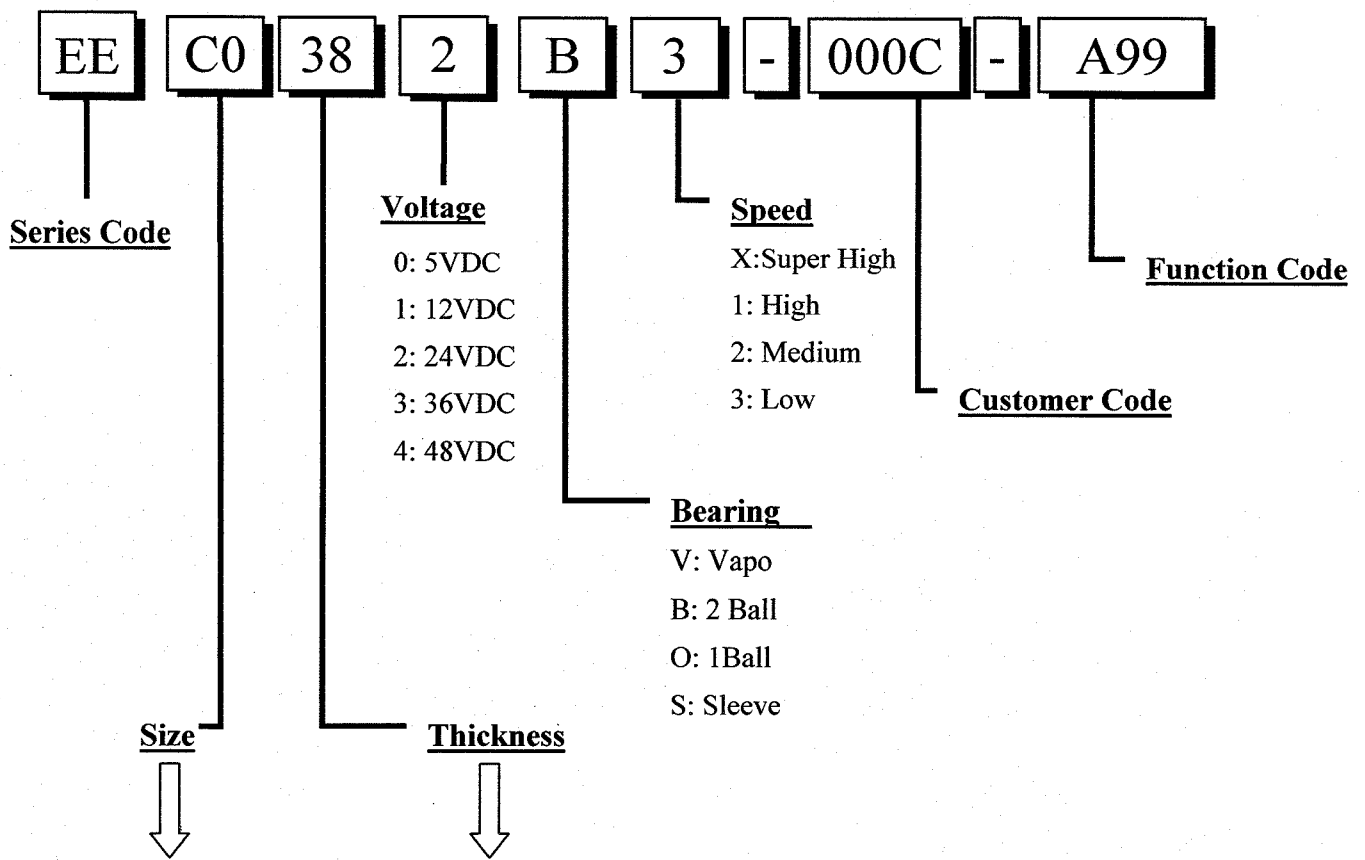 EE C0 38 2 B 3 - 000C - A99
Series Code
Voltage
0: 5VDC
1: 12VDC
2: 24VDC
3: 36VDC
4: 48VDC
Speed
X:Super High
1: High
2: Medium
3: Low
Function Code
Customer Code
Bearing
V: Vapo
B: 2 Ball
O: 1Ball
S: Sleeve
Size
Thickness